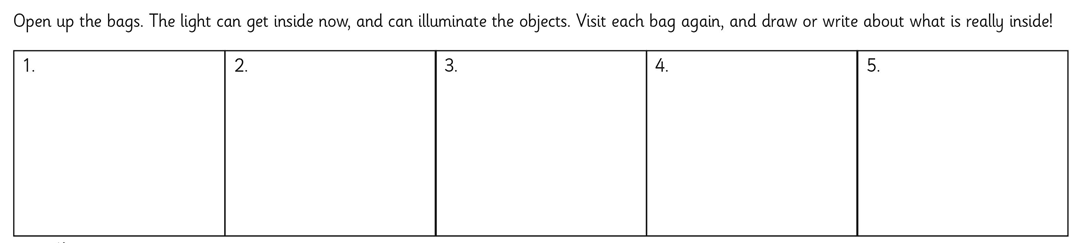 Open up the bags. The light can get inside now, and can illuminate the objects. Visit each bag again, and draw or write about what is really inside!
1. 2. 3. 4. 5.